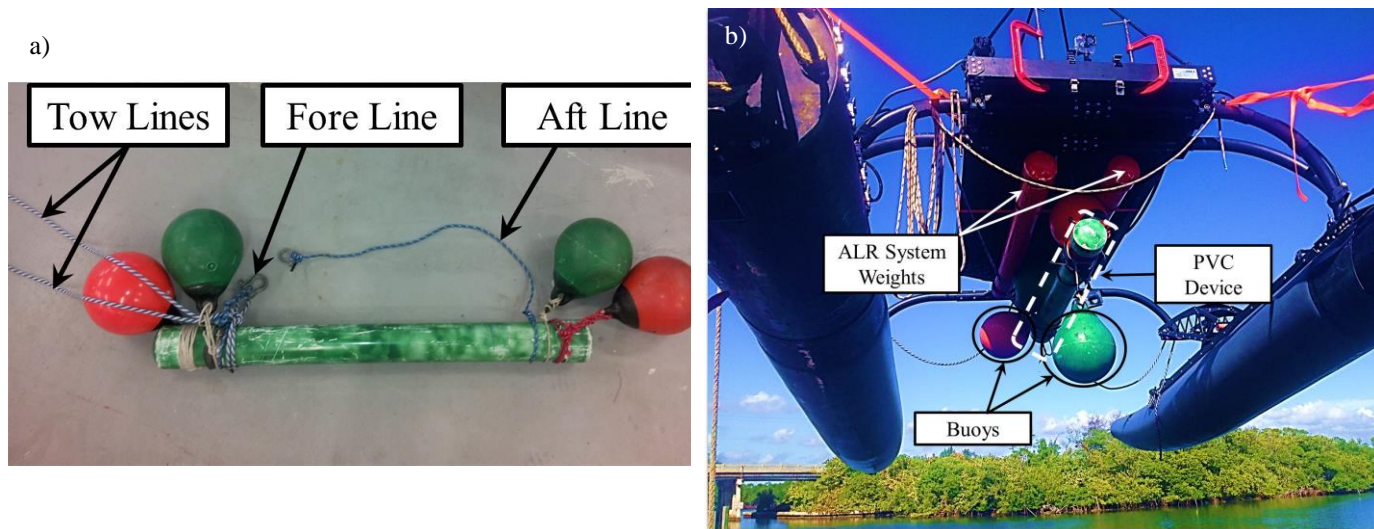 a)
Tow Lines
Fore Line
Aft Line
b)
ALR System
Weights
PVC
Device
Buoys